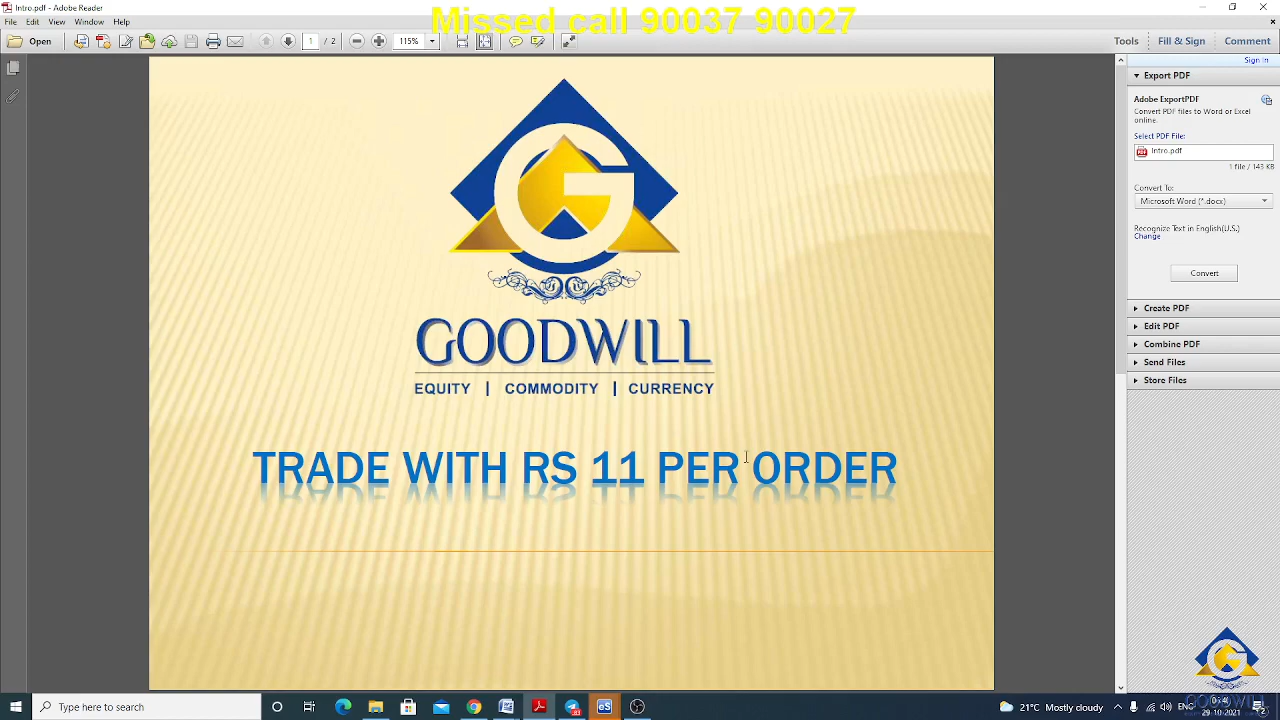 Intro.pdf - Adobe Reader
Missed call 90037 90027
File Edit View Window Help
Open 1 / 2 115% Tools Fill & Sign Comment
Sign In
Export PDF
Adobe ExportPDF
Convert PDF files to Word or Excel
online.
Select PDF File:
Intro.pdf
1 file / 143 KB
Convert To:
Microsoft Word (*.docx)
Recognize Text in English(U.S.)
Change
Convert
Create PDF
Edit PDF
Combine PDF
Send Files
Store Files
G
GOODWILL
EQUITY | COMMODITY | CURRENCY
TRADE WITH RS 11 PER ORDER
Type here to search
21°C Mostly cloudy
29-10-2021
GOODWILL